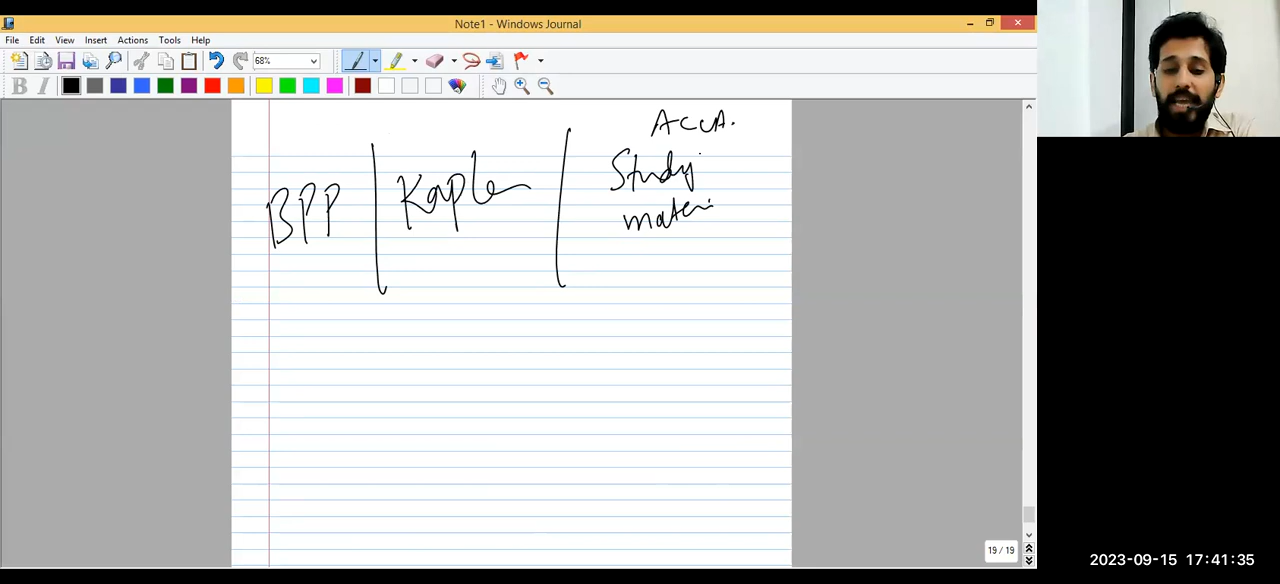 Note1 - Windows Journal
File Edit View Insert Actions Tools Help
68%
B I
ACCA.
BPP | Kaplan | Study
materi
19 / 19
2023-09-15 17:41:35